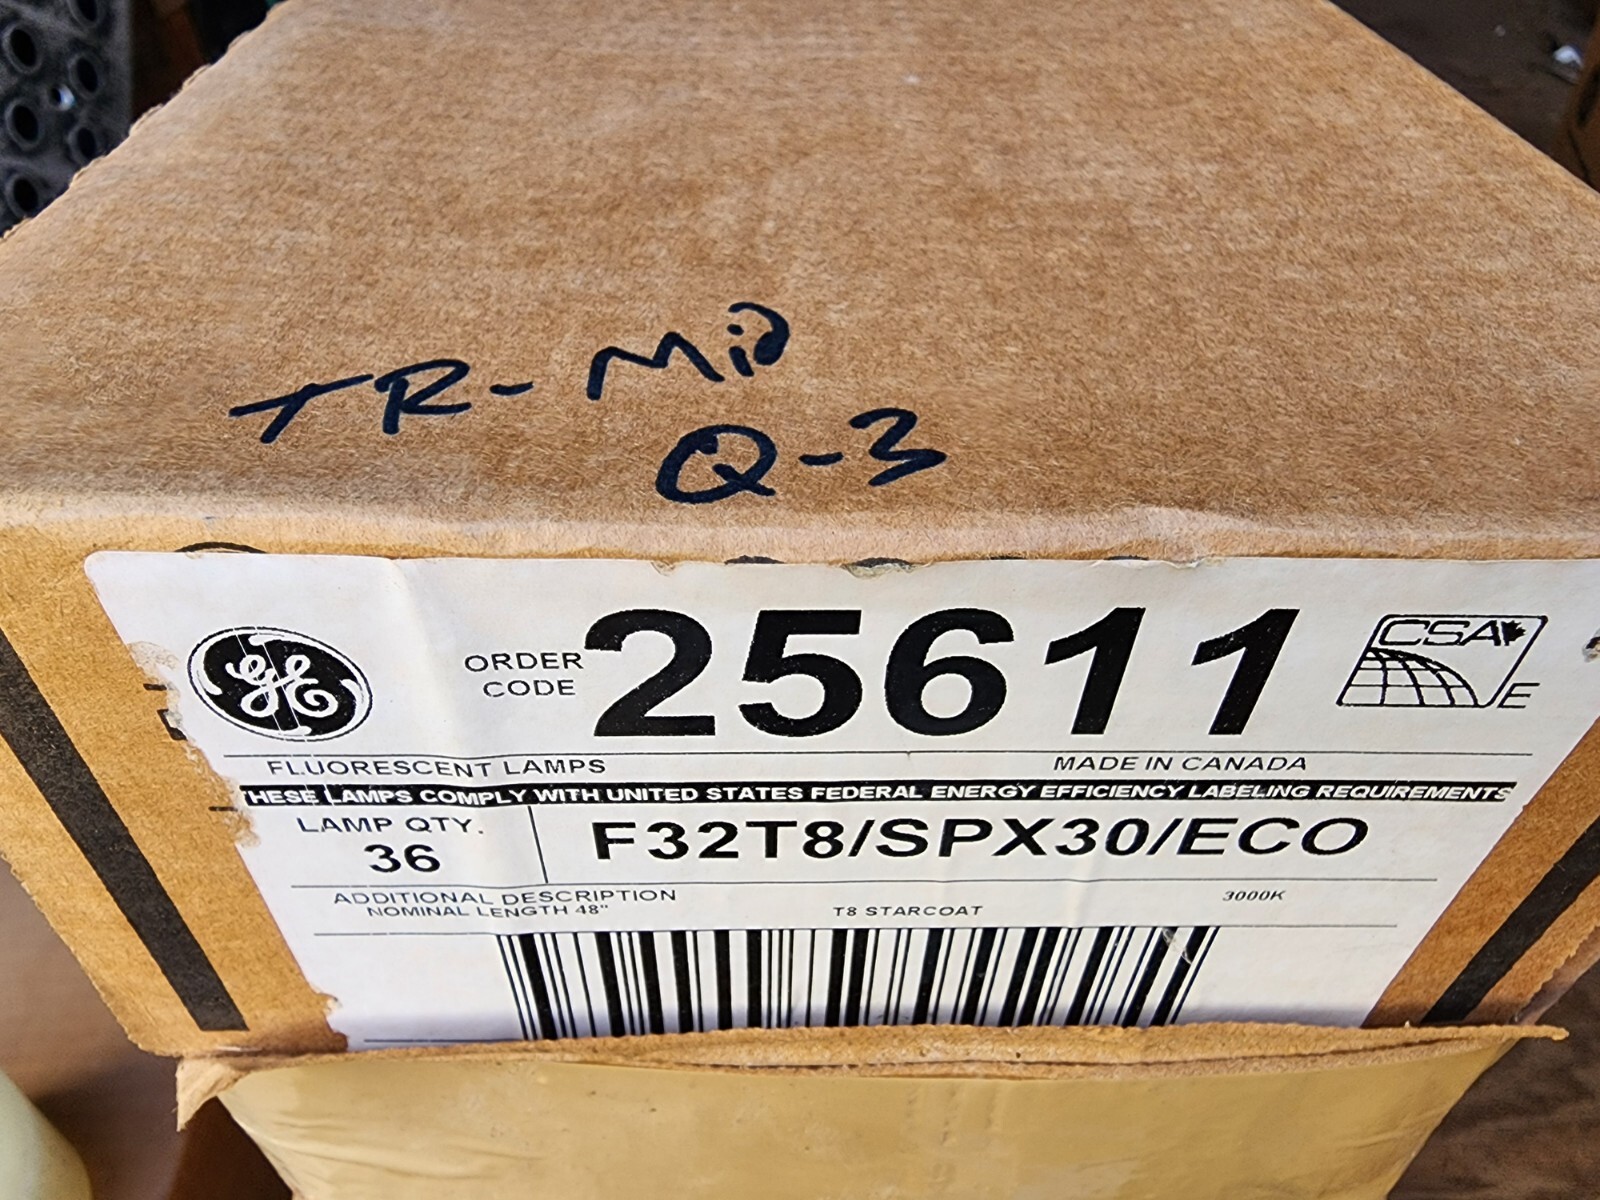 TR-Mid
Q-3
GE
ORDER CODE
25611
CSA
E
FLUORESCENT LAMPS
MADE IN CANADA
THESE LAMPS COMPLY WITH UNITED STATES FEDERAL ENERGY EFFICIENCY LABELING REQUIREMENTS
LAMP QTY.
36
F32T8/SPX30/ECO
ADDITIONAL DESCRIPTION
NOMINAL LENGTH 48"
T8 STARCOAT
3000K